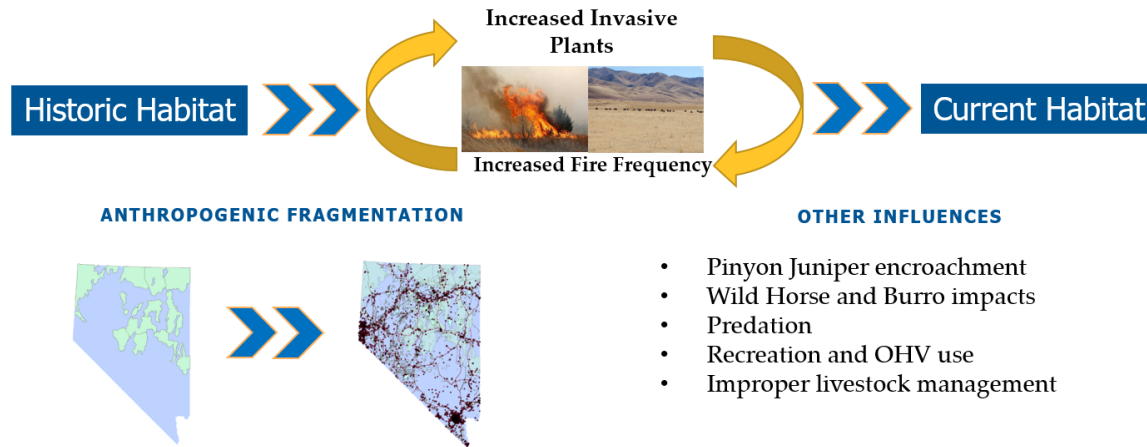 Increased Invasive
Plants
Historic Habitat
Current Habitat
Increased Fire Frequency
ANTHROPOGENIC FRAGMENTATION
OTHER INFLUENCES
• Pinyon Juniper encroachment
• Wild Horse and Burro impacts
• Predation
• Recreation and OHV use
• Improper livestock management